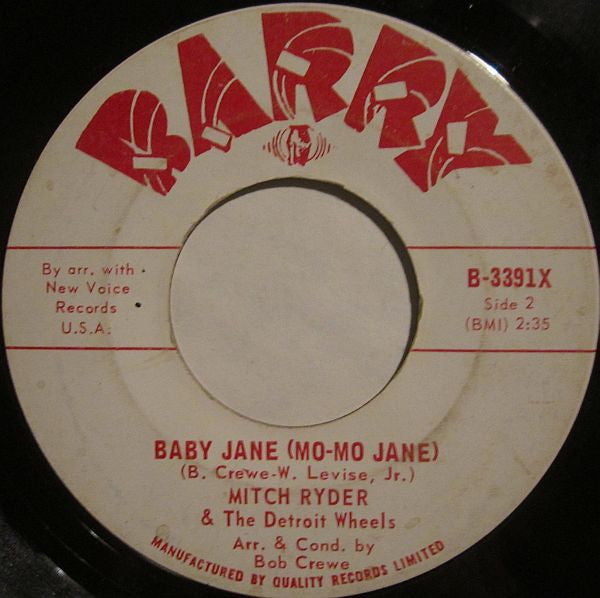 BARRY
By arr. with
New Voice
Records
U.S.A.
B-3391X
Side 2
(BMI) 2:35
BABY JANE (MO-MO JANE)
(B. Crewe-W. Levise, Jr.)
MITCH RYDER
& The Detroit Wheels
Arr. & Cond. by
Bob Crewe
MANUFACTURED BY QUALITY RECORDS LIMITED